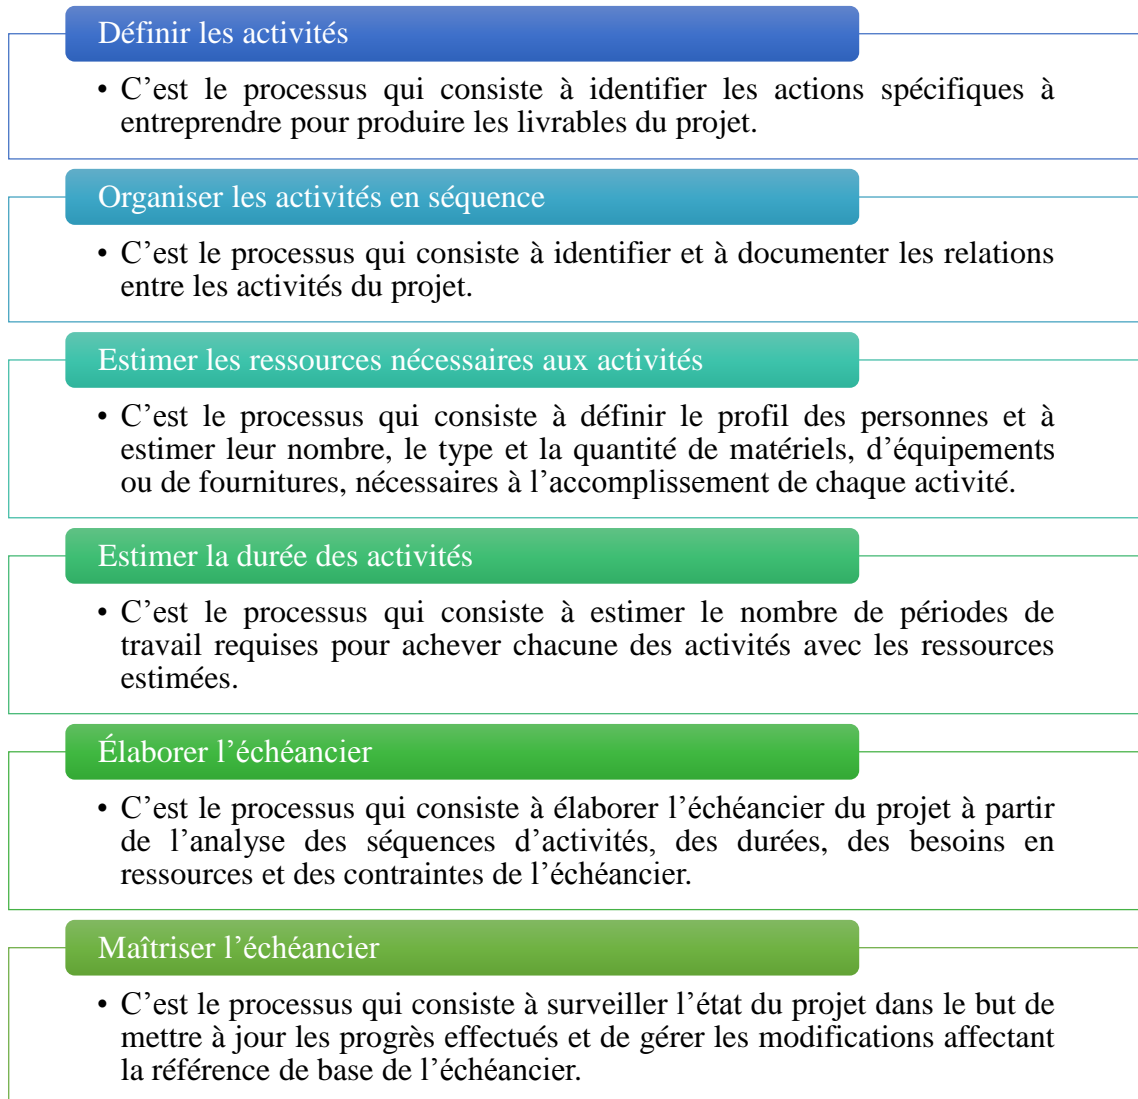 Définir les activités
• C’est le processus qui consiste à identifier les actions spécifiques à
entreprendre pour produire les livrables du projet.
Organiser les activités en séquence
• C’est le processus qui consiste à identifier et à documenter les relations
entre les activités du projet.
Estimer les ressources nécessaires aux activités
• C’est le processus qui consiste à définir le profil des personnes et à
estimer leur nombre, le type et la quantité de matériels, d’équipements
ou de fournitures, nécessaires à l’accomplissement de chaque activité.
Estimer la durée des activités
• C’est le processus qui consiste à estimer le nombre de périodes de
travail requises pour achever chacune des activités avec les ressources
estimées.
Élaborer l’échéancier
• C’est le processus qui consiste à élaborer l’échéancier du projet à partir
de l’analyse des séquences d’activités, des durées, des besoins en
ressources et des contraintes de l’échéancier.
Maîtriser l’échéancier
• C’est le processus qui consiste à surveiller l’état du projet dans le but de
mettre à jour les progrès effectués et de gérer les modifications affectant
la référence de base de l’échéancier.